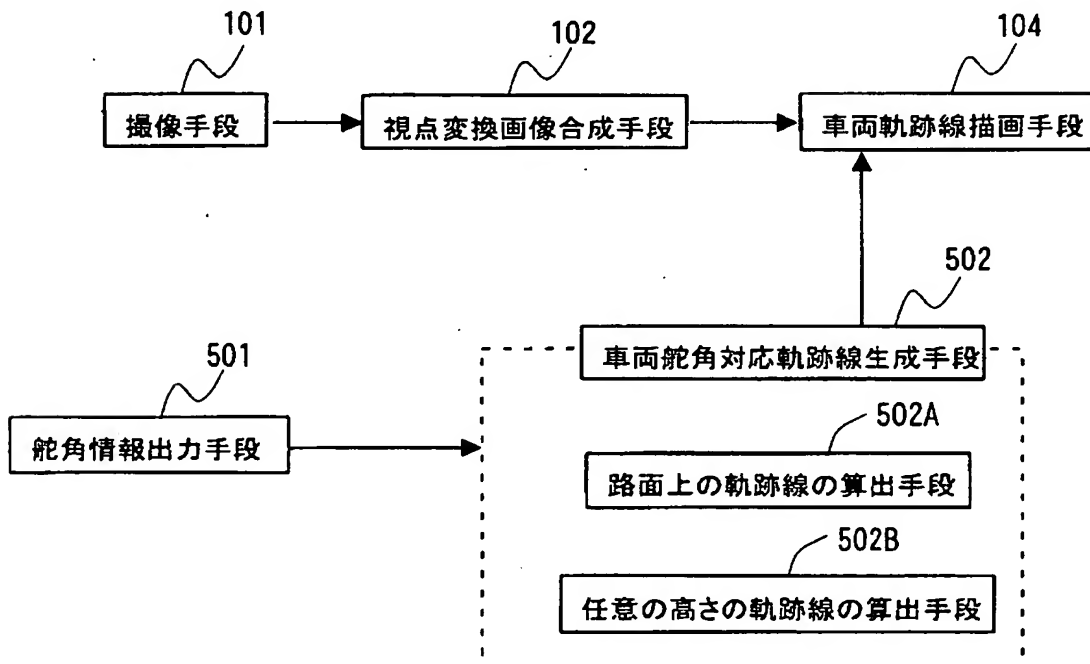 101
102
104
撮像手段
視点変換画像合成手段
車両軌跡線描画手段
502
車両舵角対応軌跡線生成手段
501
舵角情報出力手段
502A
路面上の軌跡線の算出手段
502B
任意の高さの軌跡線の算出手段